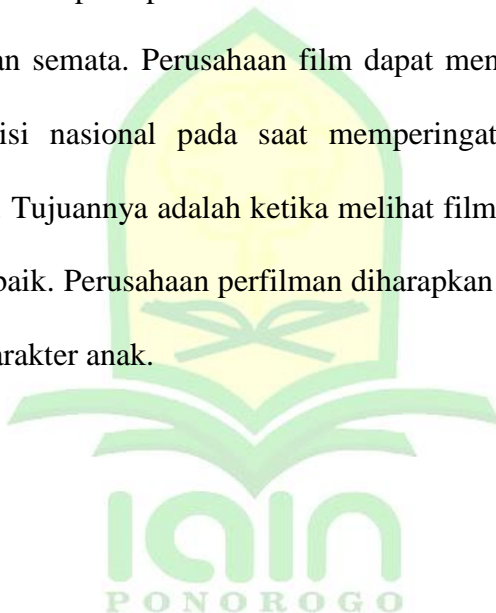 an semata. Perusahaan film dapat men
isi nasional pada saat memperingat
Tujuannya adalah ketika melihat film
baik. Perusahaan perfilman diharapkan
arakter anak.
IAIN
PONOROGO